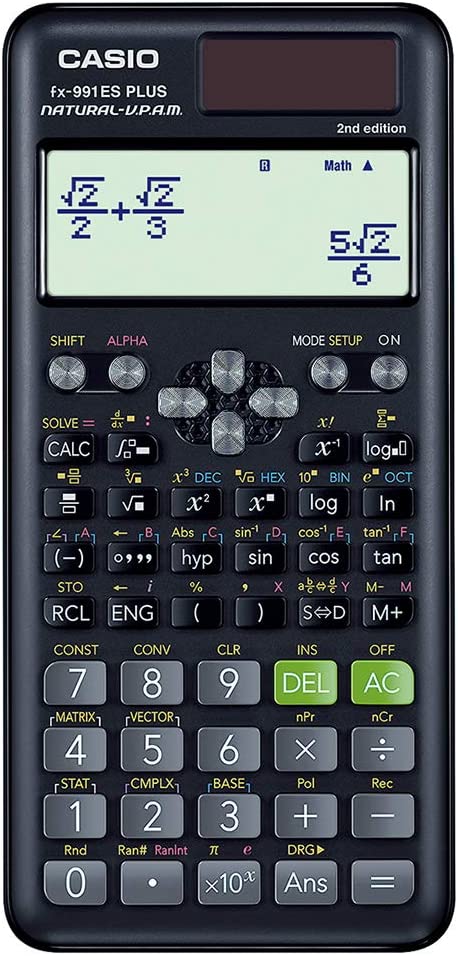 CASIO
fx-991ES PLUS
NATURAL-V.P.A.M.
2nd edition
R Math ▲
√2/2+√2/3
5√2/6
SHIFT ALPHA MODE SETUP ON
SOLVE = d/dx■ : x! Σ■
CALC ∫■ x⁻¹ log■▯
■■/■ ³√■ x³ DEC ■√▯ HEX 10■ BIN e■ OCT
■/■ √■ x² x■ log ln
∠ A ← B Abs C sin⁻¹ D cos⁻¹ E tan⁻¹ F
(−) °,,, hyp sin cos tan
STO ← i % , X a b/c⇔d/c Y M− M
RCL ENG ( ) S⇔D M+
CONST CONV CLR INS OFF
7 8 9 DEL AC
MATRIX VECTOR nPr nCr
4 5 6 × ÷
STAT CMPLX BASE Pol Rec
1 2 3 + −
Rnd Ran# RanInt π e DRG▶
0 • ×10ˣ Ans =